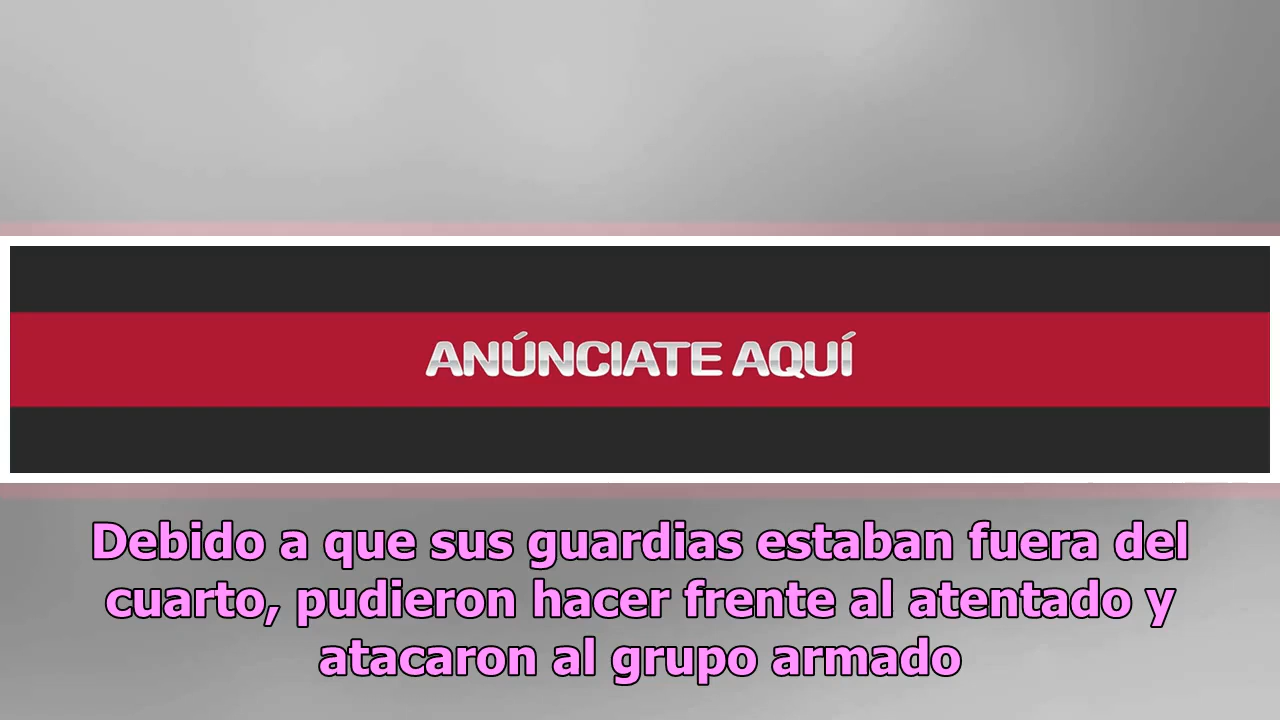 ANÚNCIATE AQUÍ
Debido a que sus guardias estaban fuera del
cuarto, pudieron hacer frente al atentado y
atacaron al grupo armado